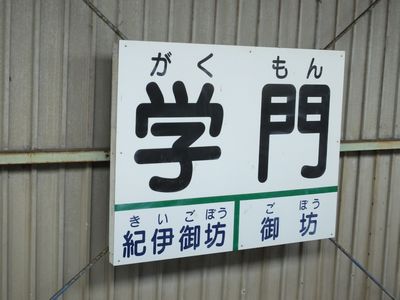 がくもん
学門
きいごぼう ごぼう
紀伊御坊 御坊